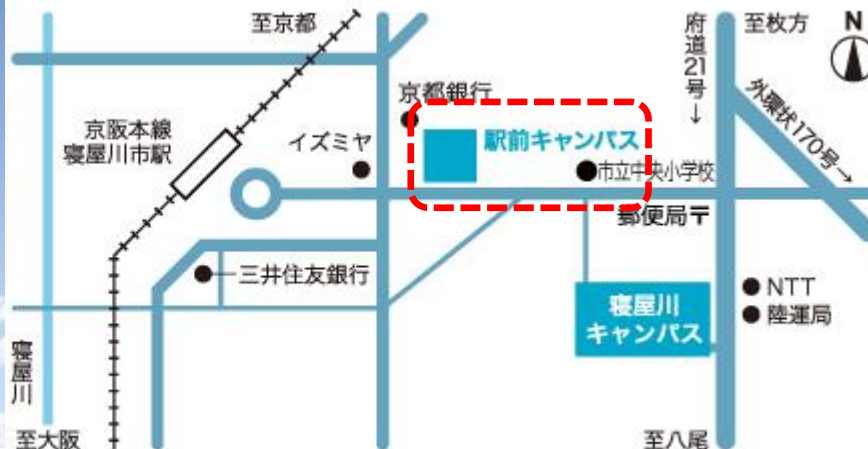 至京都
府道21号↓
至枚方
N
京都銀行
外環状170号→
京阪本線
寝屋川市駅
イズミヤ
駅前キャンパス
市立中央小学校
郵便局〒
三井住友銀行
寝屋川
キャンパス
NTT
陸運局
寝屋川
至大阪
至八尾